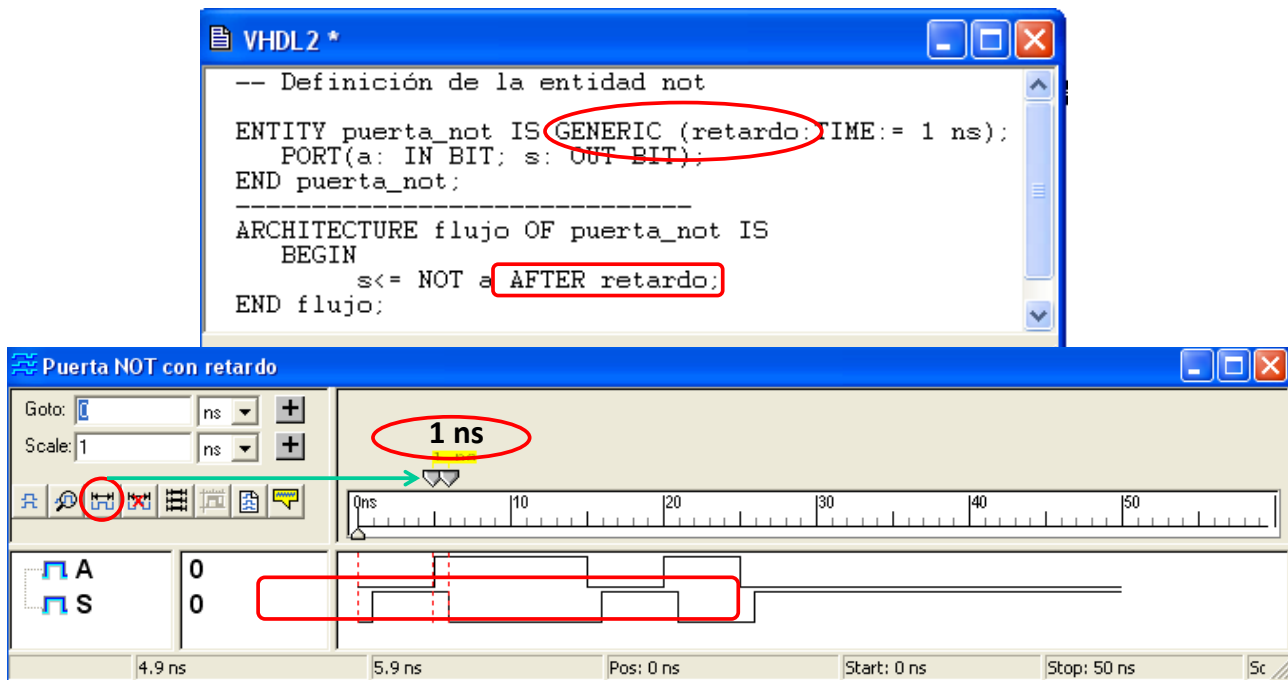 VHDL2 *
-- Definición de la entidad not
ENTITY puerta_not IS GENERIC (retardo:TIME:= 1 ns);
PORT(a: IN BIT; s: OUT BIT);
END puerta_not;
------------------------------
ARCHITECTURE flujo OF puerta_not IS
BEGIN
s<= NOT a AFTER retardo;
END flujo;
Puerta NOT con retardo
Goto: 0 ns
Scale: 1 ns
1 ns
1 ns
0ns 10 20 30 40 50
A 0
S 0
4.9 ns 5.9 ns Pos: 0 ns Start: 0 ns Stop: 50 ns Sc